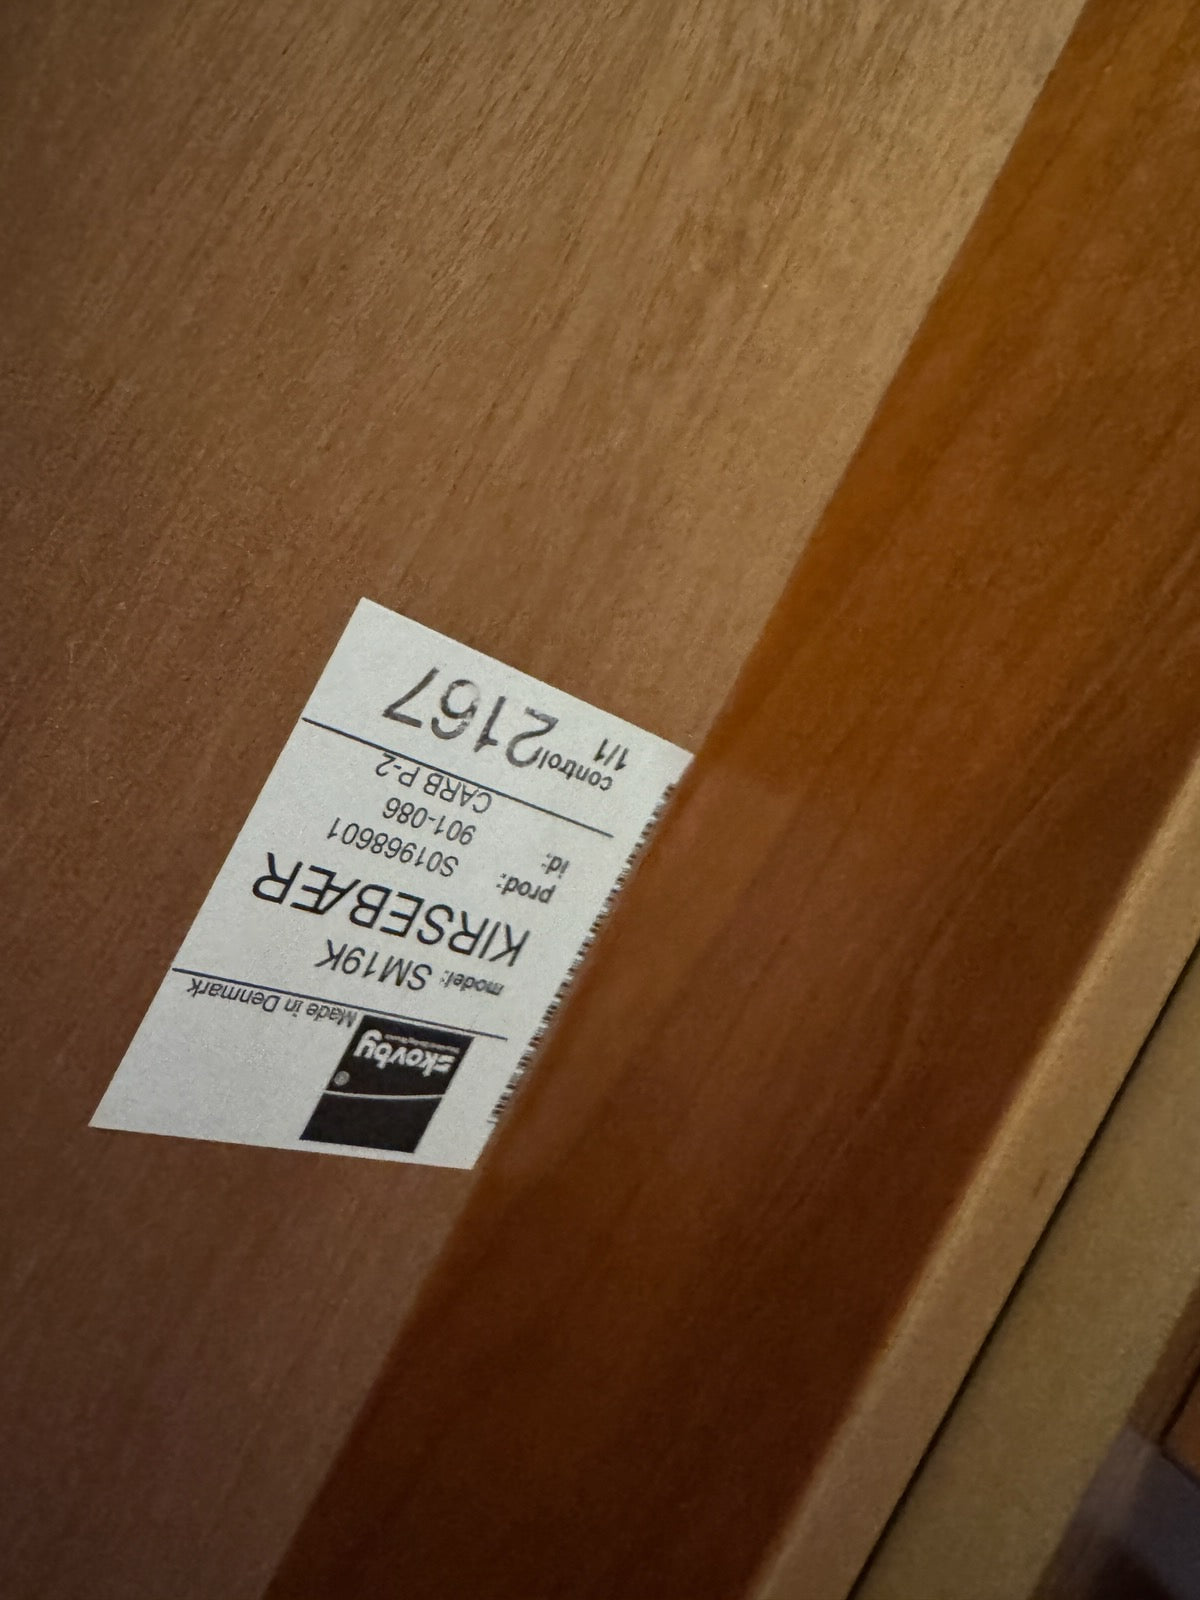 skovby
®
Made in Denmark
model: SM19K
KIRSEBÆR
prod: S01968601
id: 901-086
CARB P-2
control 2167
1/1